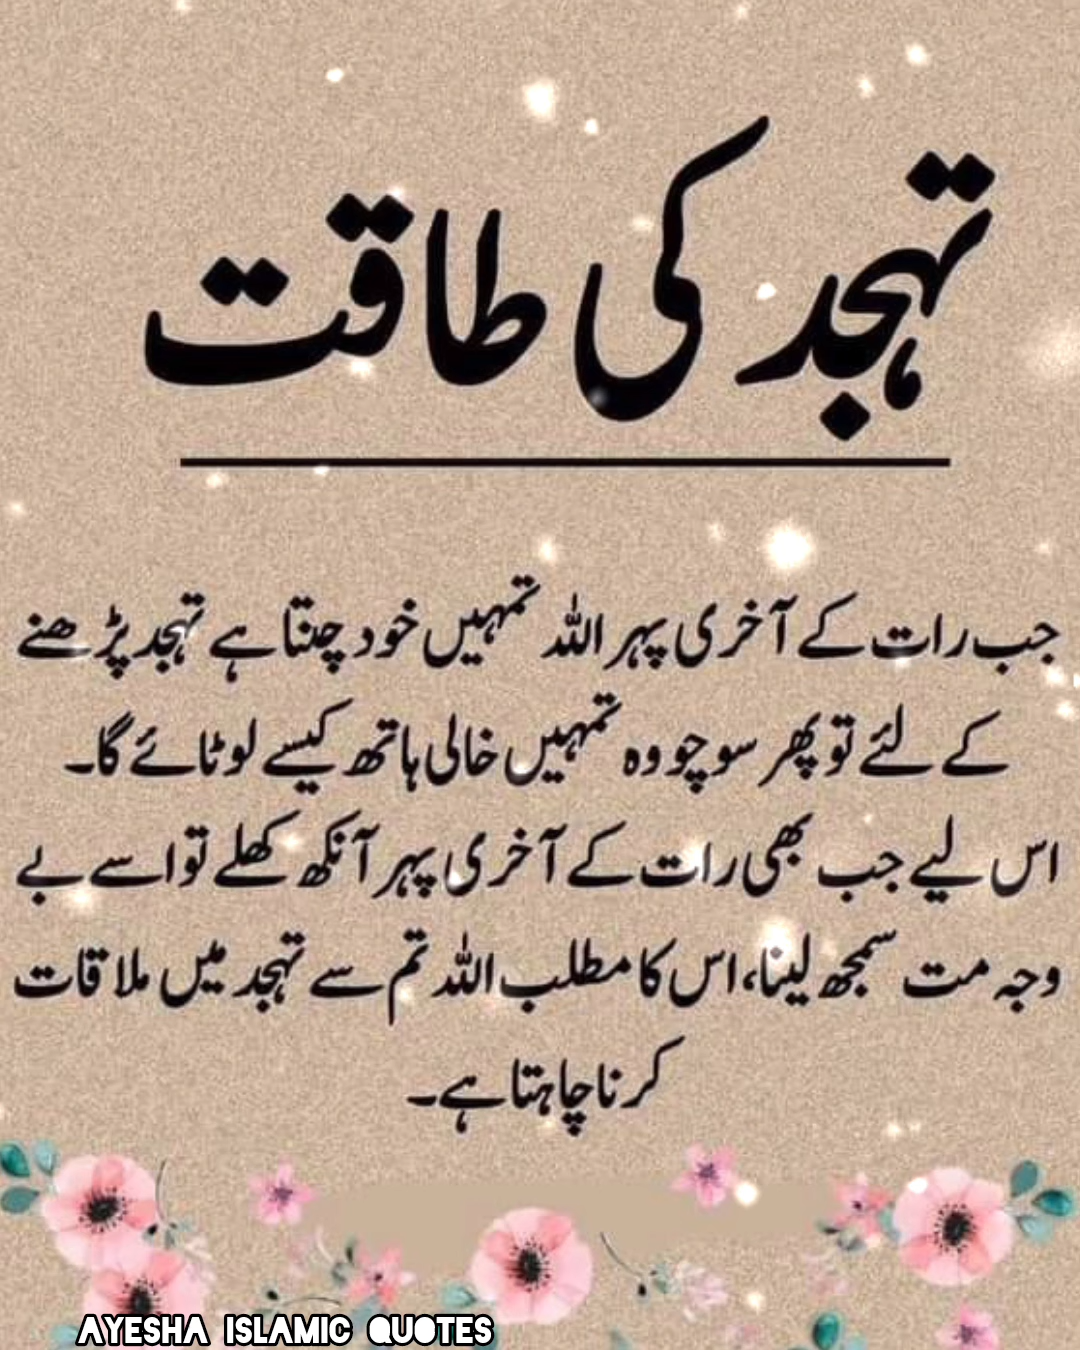 تہجد کی طاقت
جب رات کے آخری پہر اللہ تمہیں خود چنتا ہے تہجد پڑھنے
کے لئے تو پھر سوچو وہ تمہیں خالی ہاتھ کیسے لوٹائے گا۔
اس لیے جب بھی رات کے آخری پہر آنکھ کھلے تو اسے بے
وجہ مت سمجھ لینا، اس کا مطلب اللہ تم سے تہجد میں ملاقات
کرنا چاہتا ہے۔
AYESHA ISLAMIC QUOTES